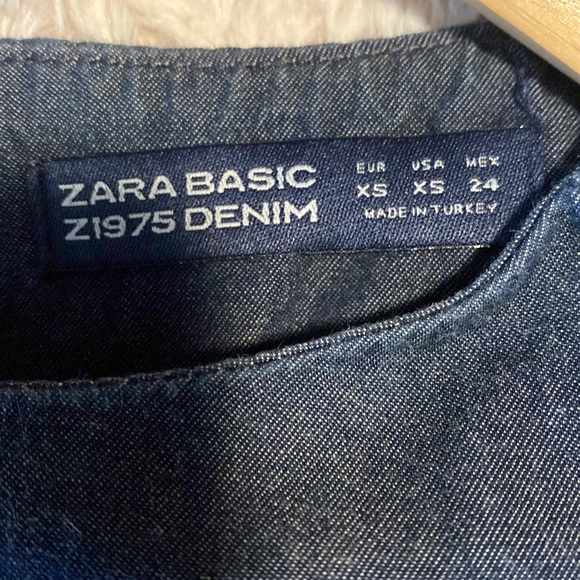 ZARA BASIC
Z1975 DENIM
EUR USA MEX
XS XS 24
MADE IN TURKEY